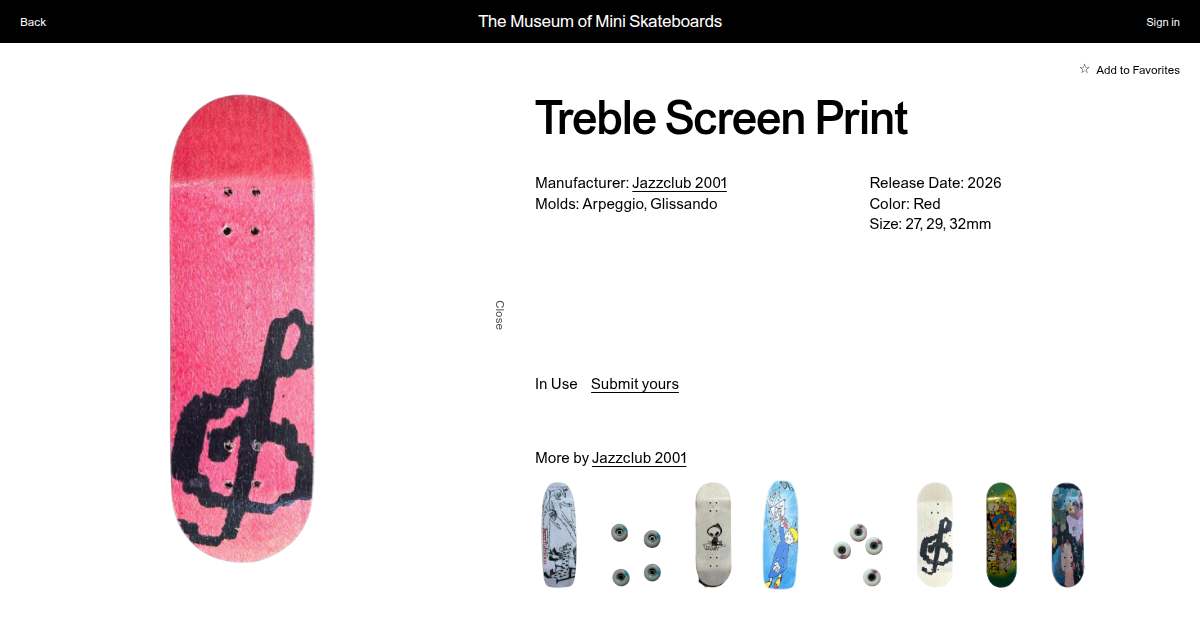 Back
The Museum of Mini Skateboards
Sign in
☆ Add to Favorites
Treble Screen Print
Manufacturer: Jazzclub 2001
Molds: Arpeggio, Glissando
Release Date: 2026
Color: Red
Size: 27, 29, 32mm
Close
In Use Submit yours
More by Jazzclub 2001